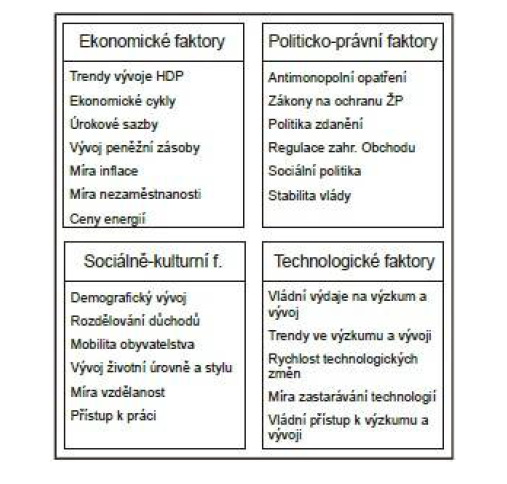 Ekonomické faktory
Trendy vývoje HDP
Ekonomické cykly
Úrokové sazby
Vývoj peněžní zásoby
Míra inflace
Míra nezaměstnanosti
Ceny energií
Politicko-právní faktory
Antimonopolní opatření
Zákony na ochranu ŽP
Politika zdanění
Regulace zahr. Obchodu
Sociální politika
Stabilita vlády
Sociálně-kulturní f.
Demografický vývoj
Rozdělování důchodů
Mobilita obyvatelstva
Vývoj životní úrovně a stylu
Míra vzdělanost
Přístup k práci
Technologické faktory
Vládní výdaje na výzkum a
vývoj
Trendy ve výzkumu a vývoji
Rychlost technologických
změn
Míra zastarávání technologií
Vládní přístup k výzkumu a
vývoji